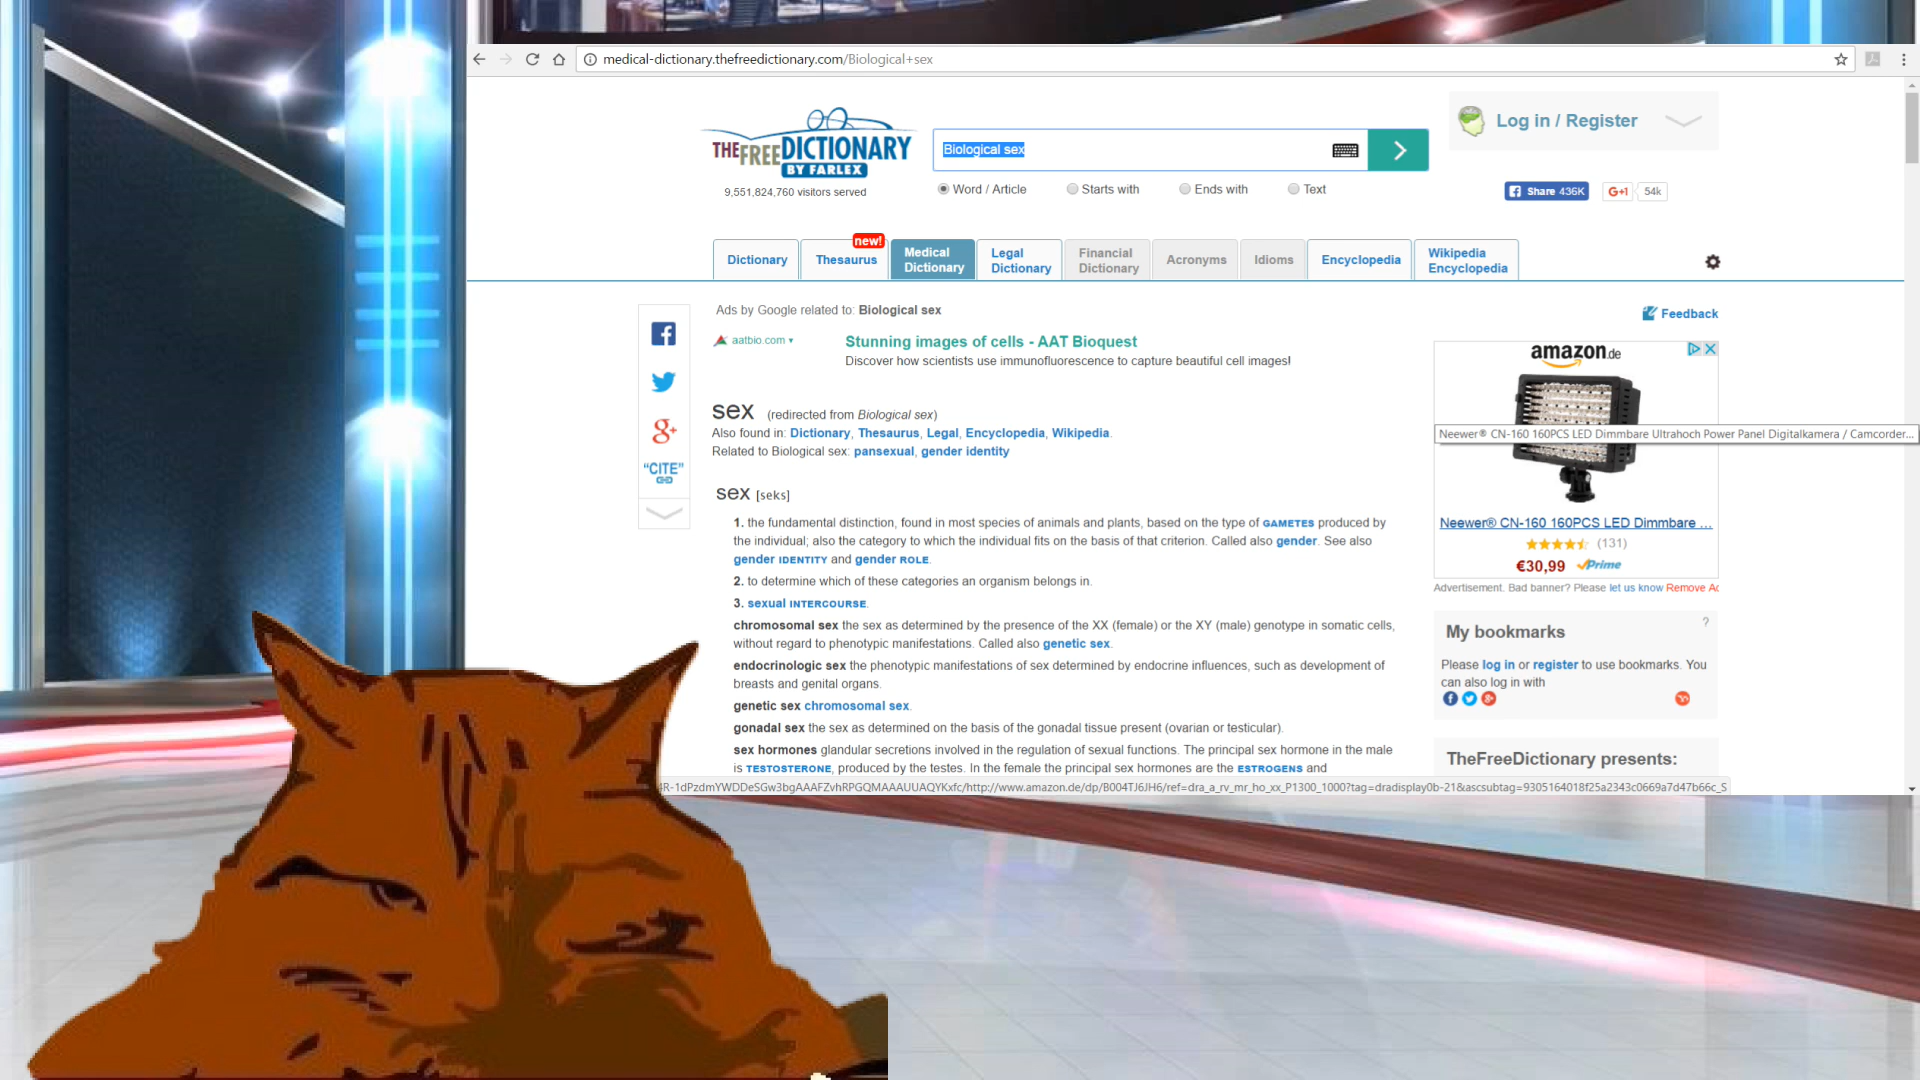 medical-dictionary.thefreedictionary.com/Biological+sex
THEFREEDICTIONARY
BY FARLEX
9,551,824,760 visitors served
Biological sex
Word / Article Starts with Ends with Text
Log in / Register
Share 436K G+1 54k
Dictionary
new!
Thesaurus
Medical
Dictionary
Legal
Dictionary
Financial
Dictionary
Acronyms
Idioms
Encyclopedia
Wikipedia
Encyclopedia
"CITE"
Ads by Google related to: Biological sex
aatbio.com
Stunning images of cells - AAT Bioquest
Discover how scientists use immunofluorescence to capture beautiful cell images!
sex (redirected from Biological sex)
Also found in: Dictionary, Thesaurus, Legal, Encyclopedia, Wikipedia.
Related to Biological sex: pansexual, gender identity
sex [seks]
1. the fundamental distinction, found in most species of animals and plants, based on the type of GAMETES produced by
the individual; also the category to which the individual fits on the basis of that criterion. Called also gender. See also
gender IDENTITY and gender ROLE.
2. to determine which of these categories an organism belongs in.
3. sexual INTERCOURSE.
chromosomal sex the sex as determined by the presence of the XX (female) or the XY (male) genotype in somatic cells,
without regard to phenotypic manifestations. Called also genetic sex.
endocrinologic sex the phenotypic manifestations of sex determined by endocrine influences, such as development of
breasts and genital organs.
genetic sex chromosomal sex.
gonadal sex the sex as determined on the basis of the gonadal tissue present (ovarian or testicular).
sex hormones glandular secretions involved in the regulation of sexual functions. The principal sex hormone in the male
is TESTOSTERONE, produced by the testes. In the female the principal sex hormones are the ESTROGENS and
Feedback
amazon.de
Neewer® CN-160 160PCS LED Dimmbare Ultrahoch Power Panel Digitalkamera / Camcorder...
Neewer® CN-160 160PCS LED Dimmbare ...
(131)
€30,99 Prime
Advertisement. Bad banner? Please let us know Remove Ad
My bookmarks
?
Please log in or register to use bookmarks. You
can also log in with
TheFreeDictionary presents:
4R-1dPzdmYWDDeSGw3bgAAAFZvhRPGQMAAAUUAQYKxfc/http://www.amazon.de/dp/B004TJ6JH6/ref=dra_a_rv_mr_ho_xx_P1300_1000?tag=dradisplay0b-21&ascsubtag=9305164018f25a2343c0669a7d47b66c_S